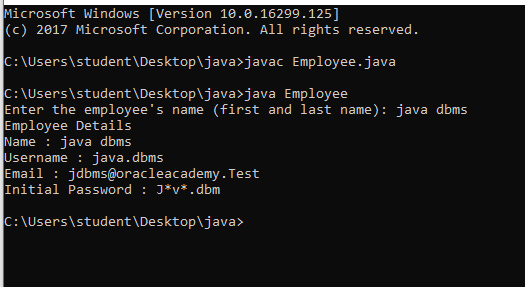 Microsoft Windows [Version 10.0.16299.125]
(c) 2017 Microsoft Corporation. All rights reserved.
C:\Users\student\Desktop\java>javac Employee.java
C:\Users\student\Desktop\java>java Employee
Enter the employee's name (first and last name): java dbms
Employee Details
Name : java dbms
Username : java.dbms
Email : jdbms@oracleacademy.Test
Initial Password : J*v*.dbm
C:\Users\student\Desktop\java>